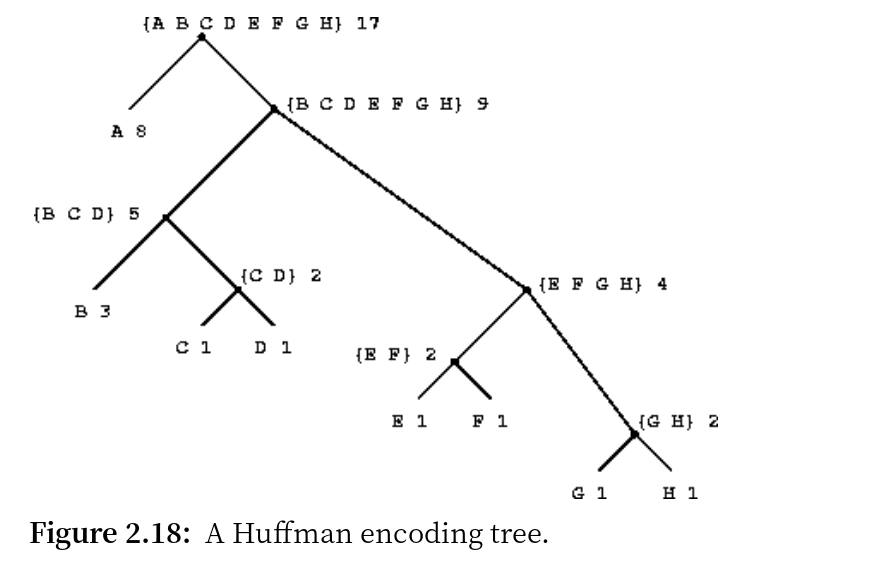 {A B C D E F G H} 17
{B C D E F G H} 9
A 8
{B C D} 5
{C D} 2
{E F G H} 4
B 3
C 1
D 1
{E F} 2
E 1
F 1
{G H} 2
G 1
H 1
Figure 2.18: A Huffman encoding tree.